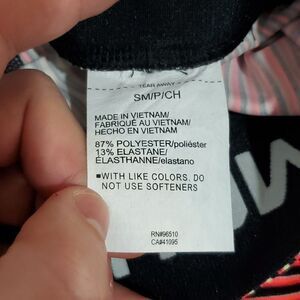 TEAR AWAY
SM/P/CH
MADE IN VIETNAM/
FABRIQUÉ AU VIETNAM/
HECHO EN VIETNAM
87% POLYESTER/poliéster
13% ELASTANE/
ÉLASTHANNE/elastano
■WITH LIKE COLORS. DO
NOT USE SOFTENERS
RN#96510
CA#41095